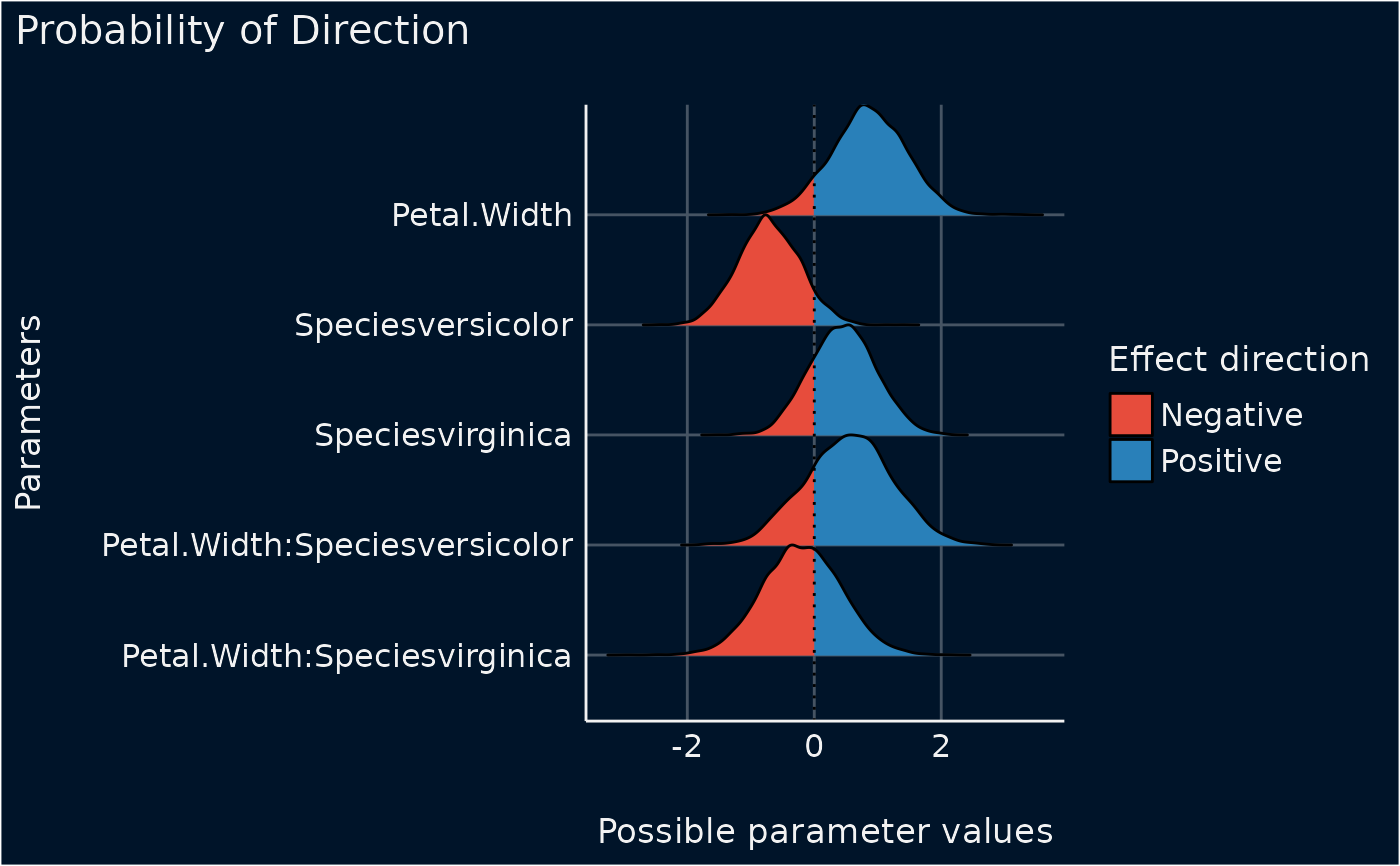 Probability of Direction
Parameters
Petal.Width
Speciesversicolor
Speciesvirginica
Petal.Width:Speciesversicolor
Petal.Width:Speciesvirginica
-2 0 2
Possible parameter values
Effect direction
Negative
Positive